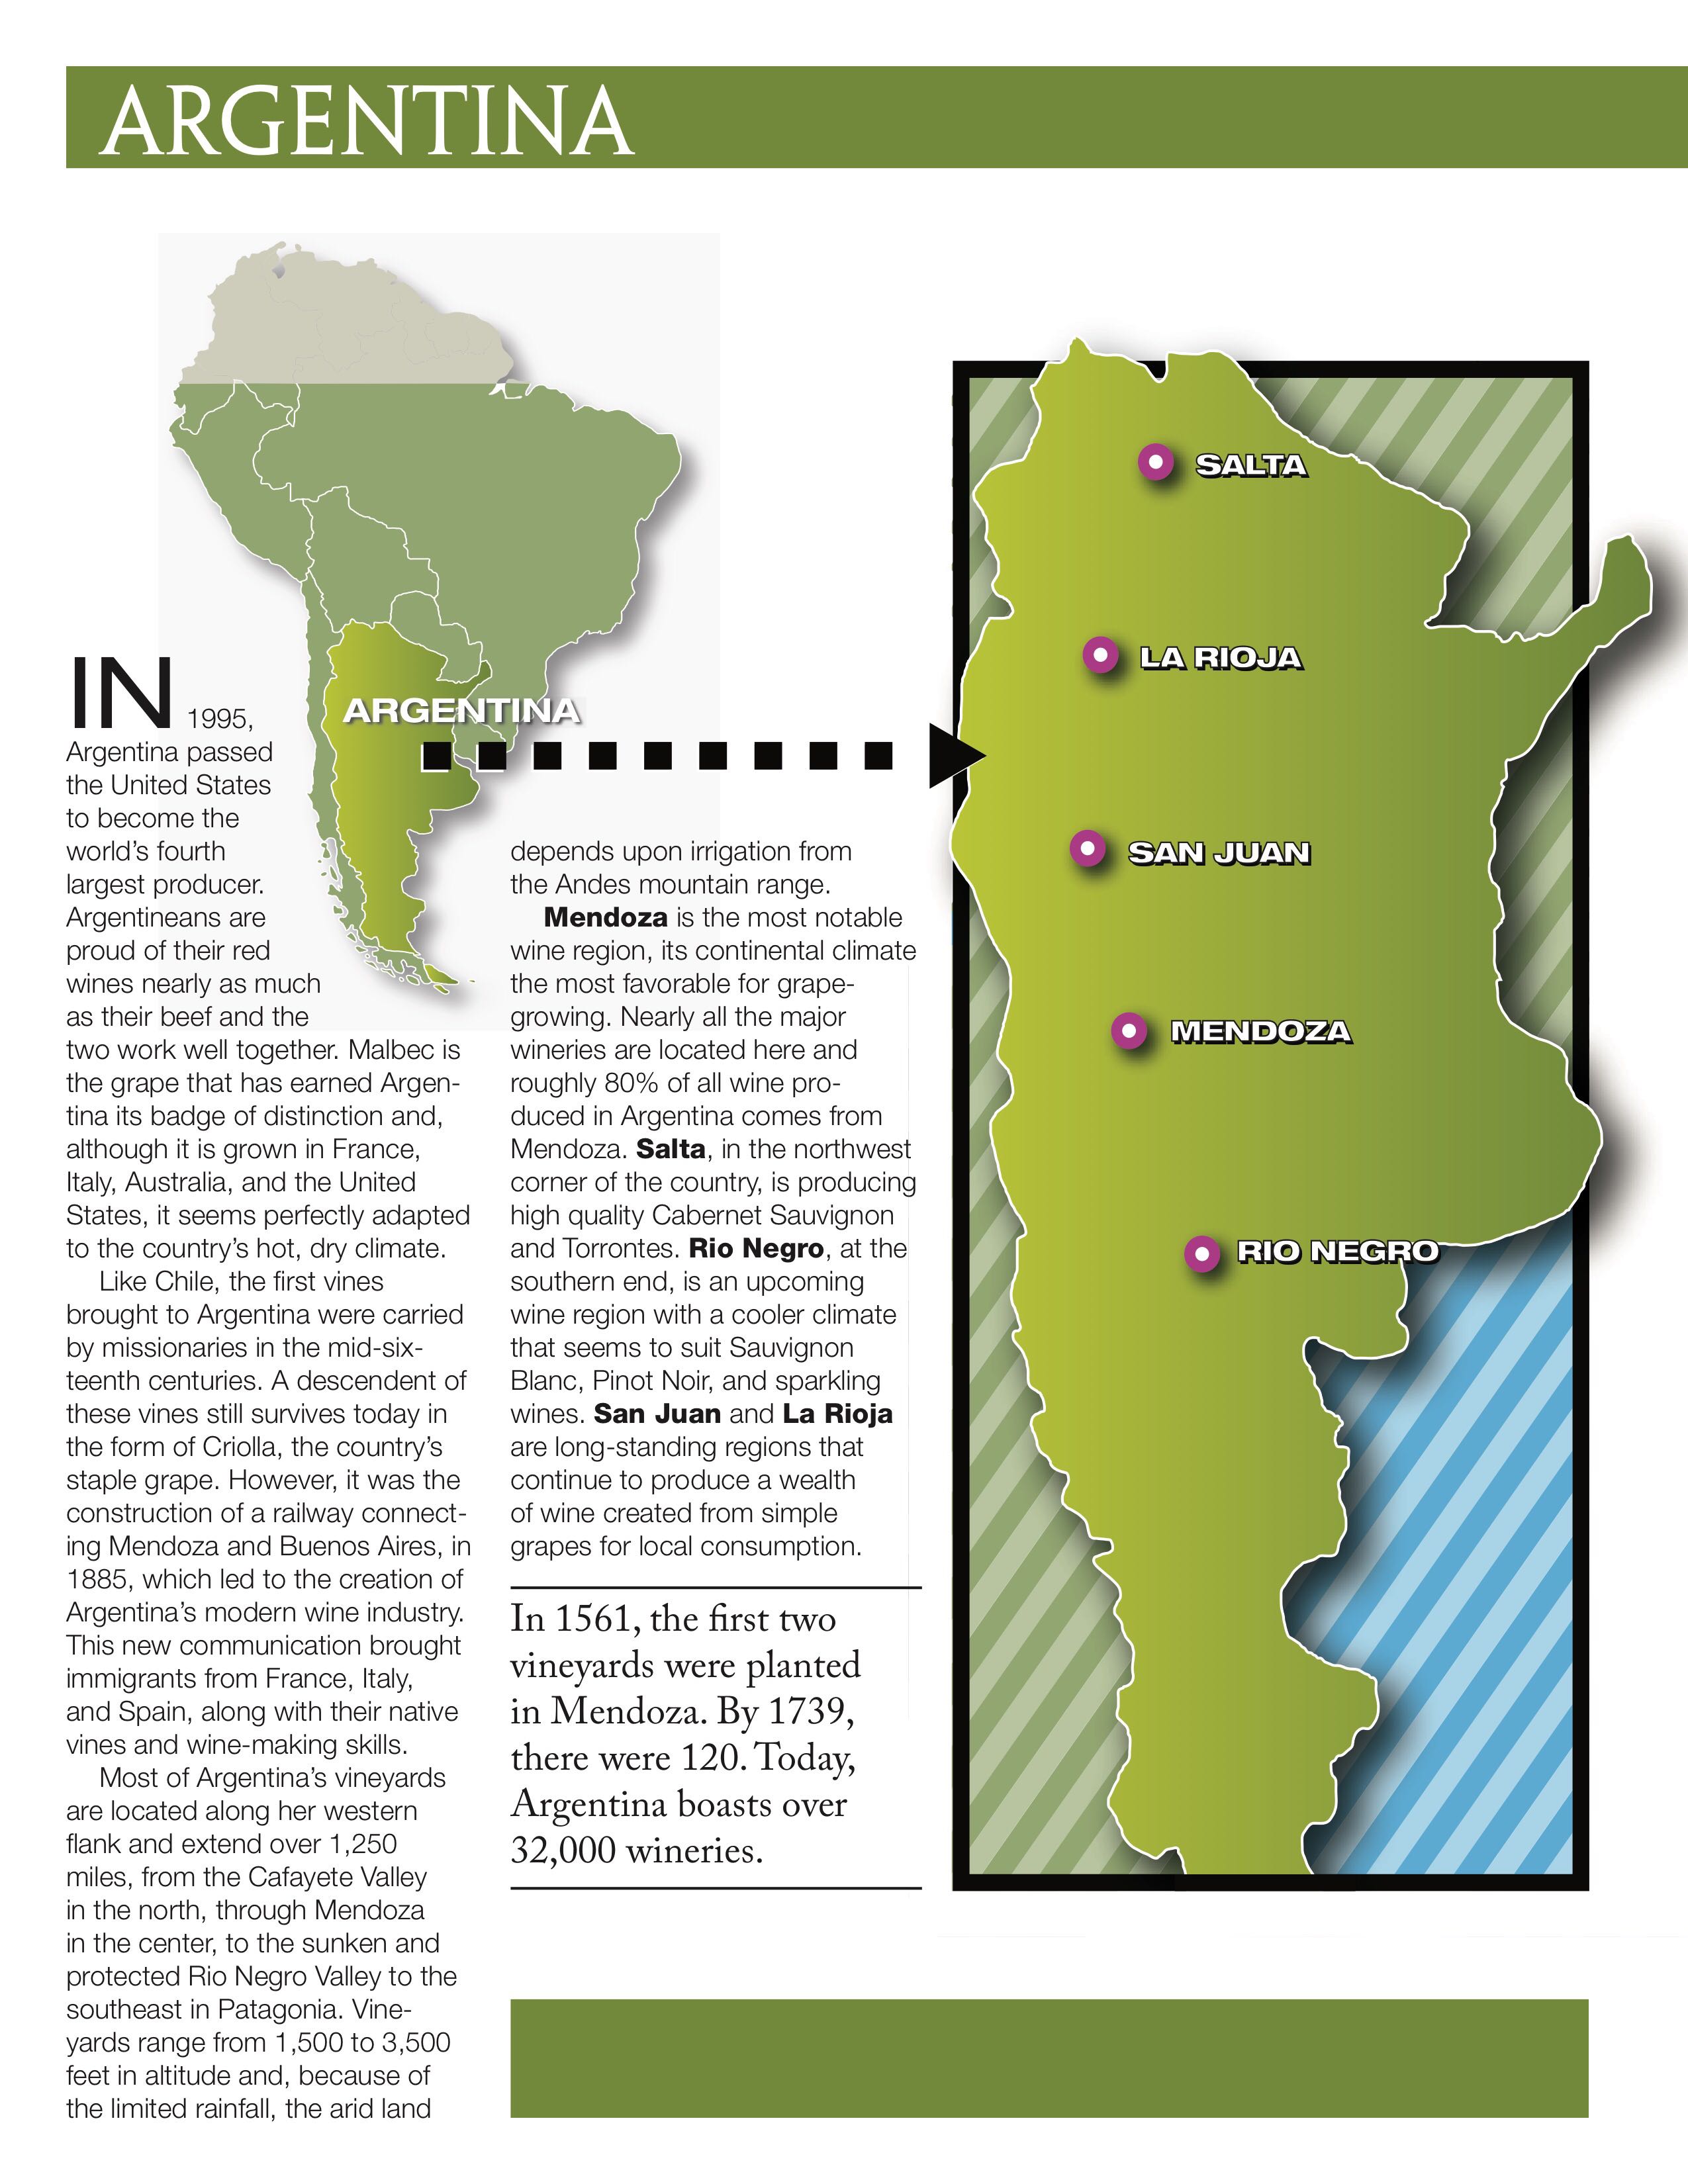 ARGENTINA
IN 1995,
Argentina passed
the United States
to become the
world's fourth
largest producer.
Argentineans are
proud of their red
wines nearly as much
as their beef and the
two work well together. Malbec is
the grape that has earned Argen-
tina its badge of distinction and,
although it is grown in France,
Italy, Australia, and the United
States, it seems perfectly adapted
to the country's hot, dry climate.
Like Chile, the first vines
brought to Argentina were carried
by missionaries in the mid-six-
teenth centuries. A descendent of
these vines still survives today in
the form of Criolla, the country's
staple grape. However, it was the
construction of a railway connect-
ing Mendoza and Buenos Aires, in
1885, which led to the creation of
Argentina's modern wine industry.
This new communication brought
immigrants from France, Italy,
and Spain, along with their native
vines and wine-making skills.
Most of Argentina's vineyards
are located along her western
flank and extend over 1,250
miles, from the Cafayete Valley
in the north, through Mendoza
in the center, to the sunken and
protected Rio Negro Valley to the
southeast in Patagonia. Vine-
yards range from 1,500 to 3,500
feet in altitude and, because of
the limited rainfall, the arid land
depends upon irrigation from
the Andes mountain range.
Mendoza is the most notable
wine region, its continental climate
the most favorable for grape-
growing. Nearly all the major
wineries are located here and
roughly 80% of all wine pro-
duced in Argentina comes from
Mendoza. Salta, in the northwest
corner of the country, is producing
high quality Cabernet Sauvignon
and Torrontes. Rio Negro, at the
southern end, is an upcoming
wine region with a cooler climate
that seems to suit Sauvignon
Blanc, Pinot Noir, and sparkling
wines. San Juan and La Rioja
are long-standing regions that
continue to produce a wealth
of wine created from simple
grapes for local consumption.
In 1561, the first two
vineyards were planted
in Mendoza. By 1739,
there were 120. Today,
Argentina boasts over
32,000 wineries.
ARGENTINA
SALTA
LA RIOJA
SAN JUAN
MENDOZA
RIO NEGRO